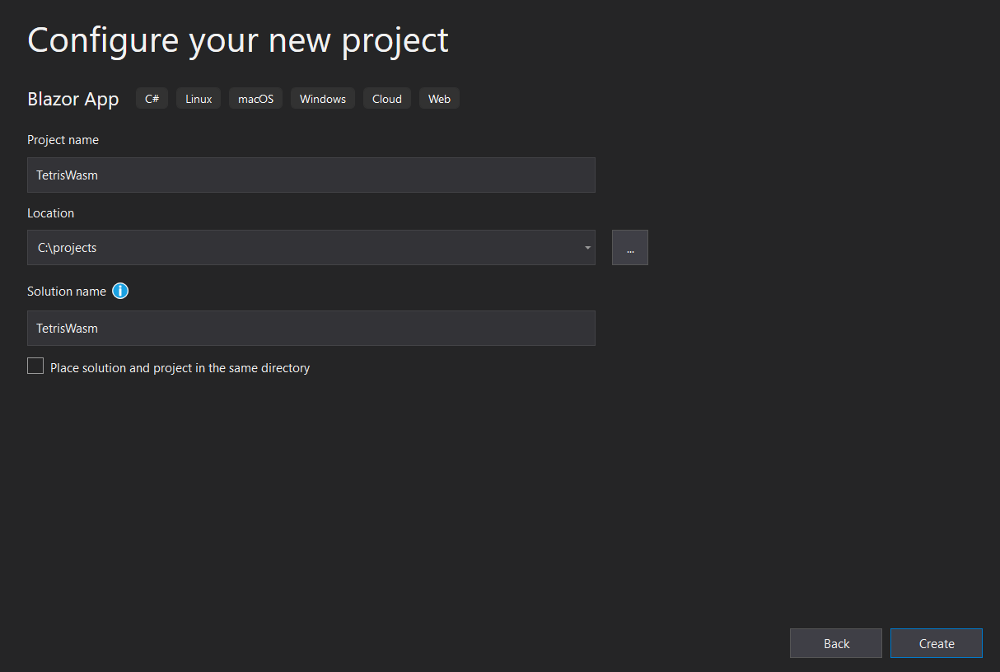 Configure your new project
Blazor App C# Linux macOS Windows Cloud Web
Project name
TetrisWasm
Location
C:\projects
...
Solution name
TetrisWasm
Place solution and project in the same directory
Back Create